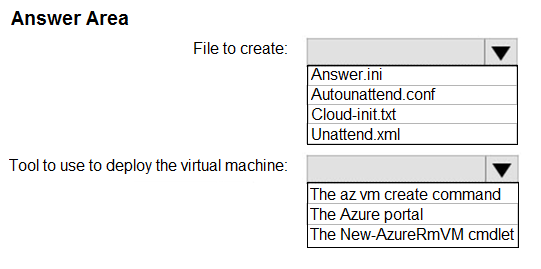 Answer Area
File to create:
Answer.ini
Autounattend.conf
Cloud-init.txt
Unattend.xml
Tool to use to deploy the virtual machine:
The az vm create command
The Azure portal
The New-AzureRmVM cmdlet